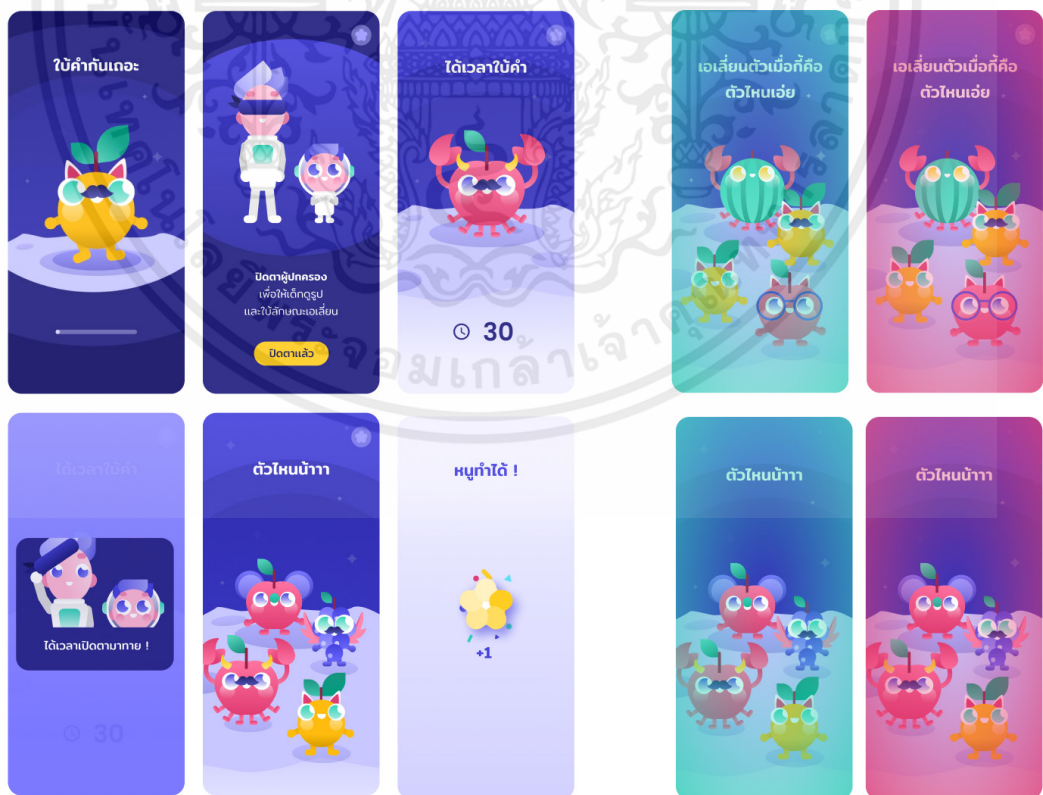 ใบ้คำกันเถอะ
ปิดตาผู้ปกครอง
เพื่อให้เด็กดูรูป
และใบ้ลักษณะเอเลี่ยน
ปิดตาแล้ว
ได้เวลาใบ้คำ
30
เอเลี่ยนตัวเมื่อกี้คือ
ตัวไหนเอ่ย
เอเลี่ยนตัวเมื่อกี้คือ
ตัวไหนเอ่ย
ได้เวลาใบ้คำ
ได้เวลาเปิดตามาทาย !
30
ตัวไหนน้าาา
หนูทำได้ !
+1
ตัวไหนน้าาา
ตัวไหนน้าาา